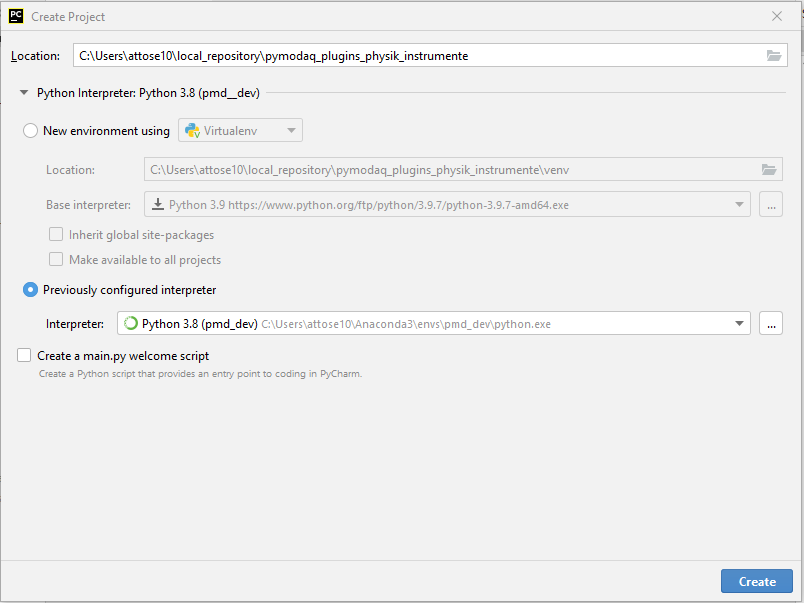 PC Create Project
Location: C:\Users\attose10\local_repository\pymodaq_plugins_physik_instrumente
Python Interpreter: Python 3.8 (pmd__dev)
New environment using Virtualenv
Location: C:\Users\attose10\local_repository\pymodaq_plugins_physik_instrumente\venv
Base interpreter: Python 3.9 https://www.python.org/ftp/python/3.9.7/python-3.9.7-amd64.exe ...
Inherit global site-packages
Make available to all projects
Previously configured interpreter
Interpreter: Python 3.8 (pmd_dev) C:\Users\attose10\Anaconda3\envs\pmd_dev\python.exe ...
Create a main.py welcome script
Create a Python script that provides an entry point to coding in PyCharm.
Create